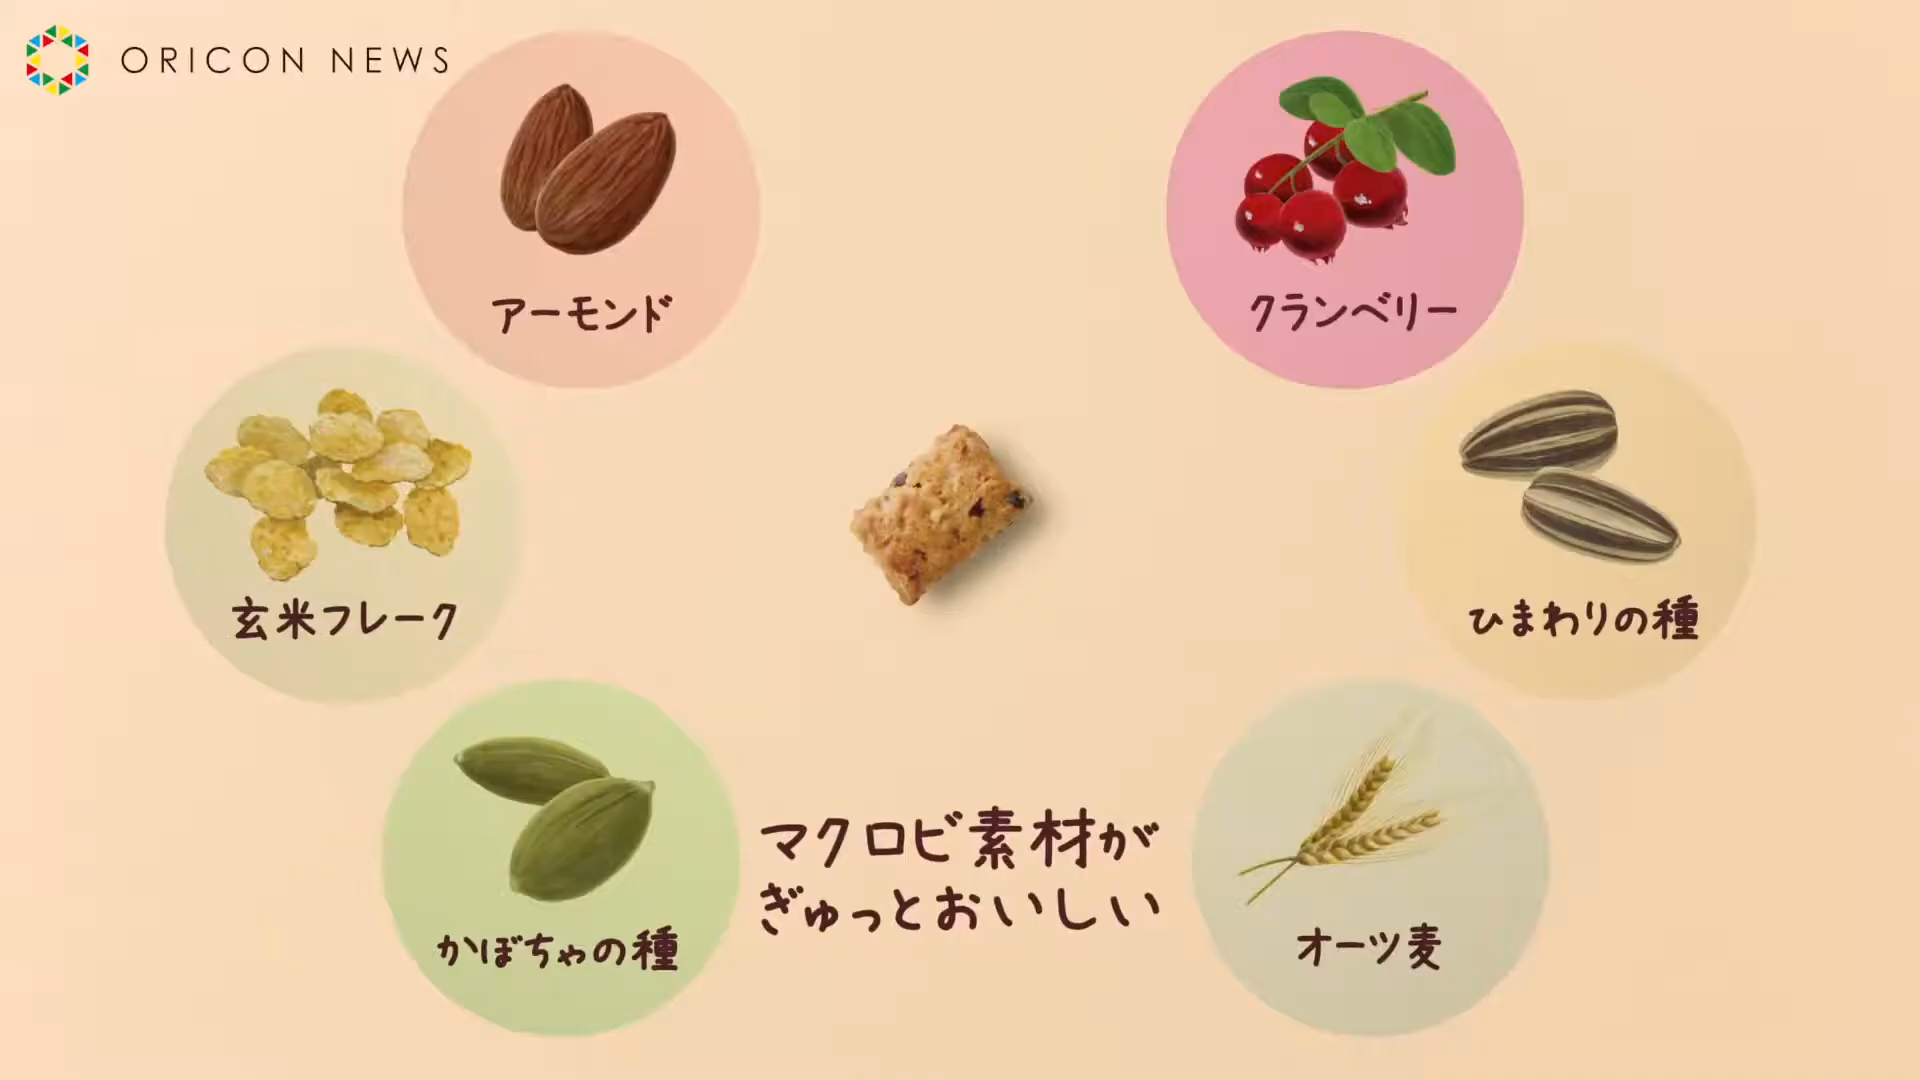 ORICON NEWS
アーモンド
クランベリー
玄米フレーク
ひまわりの種
かぼちゃの種
マクロビ素材が
ぎゅっとおいしい
オーツ麦